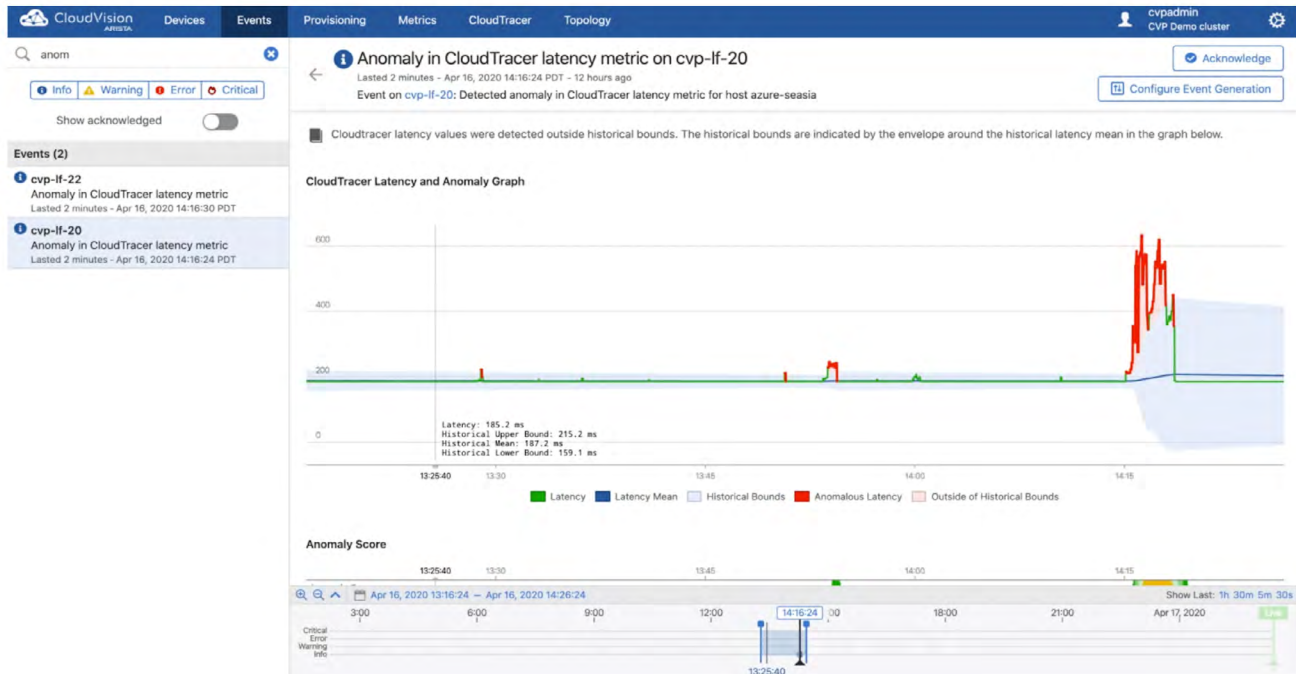 CloudVision
ARISTA
Devices
Events
Provisioning
Metrics
CloudTracer
Topology
cvpadmin
CVP Demo cluster
anom
Info
Warning
Error
Critical
Show acknowledged
Events (2)
cvp-lf-22
Anomaly in CloudTracer latency metric
Lasted 2 minutes - Apr 16, 2020 14:16:30 PDT
cvp-lf-20
Anomaly in CloudTracer latency metric
Lasted 2 minutes - Apr 16, 2020 14:16:24 PDT
Anomaly in CloudTracer latency metric on cvp-lf-20
Lasted 2 minutes - Apr 16, 2020 14:16:24 PDT - 12 hours ago
Event on cvp-lf-20: Detected anomaly in CloudTracer latency metric for host azure-seasia
Acknowledge
Configure Event Generation
Cloudtracer latency values were detected outside historical bounds. The historical bounds are indicated by the envelope around the historical latency mean in the graph below.
CloudTracer Latency and Anomaly Graph
600
400
200
0
Latency: 185.2 ms
Historical Upper Bound: 215.2 ms
Historical Mean: 187.2 ms
Historical Lower Bound: 159.1 ms
13:25:40 13:30 13:45 14:00 14:15
Latency
Latency Mean
Historical Bounds
Anomalous Latency
Outside of Historical Bounds
Anomaly Score
13:25:40 13:30 13:45 14:00 14:15
Apr 16, 2020 13:16:24 – Apr 16, 2020 14:26:24
Show Last: 1h 30m 5m 30s
3:00 6:00 9:00 12:00 14:16:24 :00 18:00 21:00 Apr 17, 2020 Live
Critical
Error
Warning
Info
13:25:40